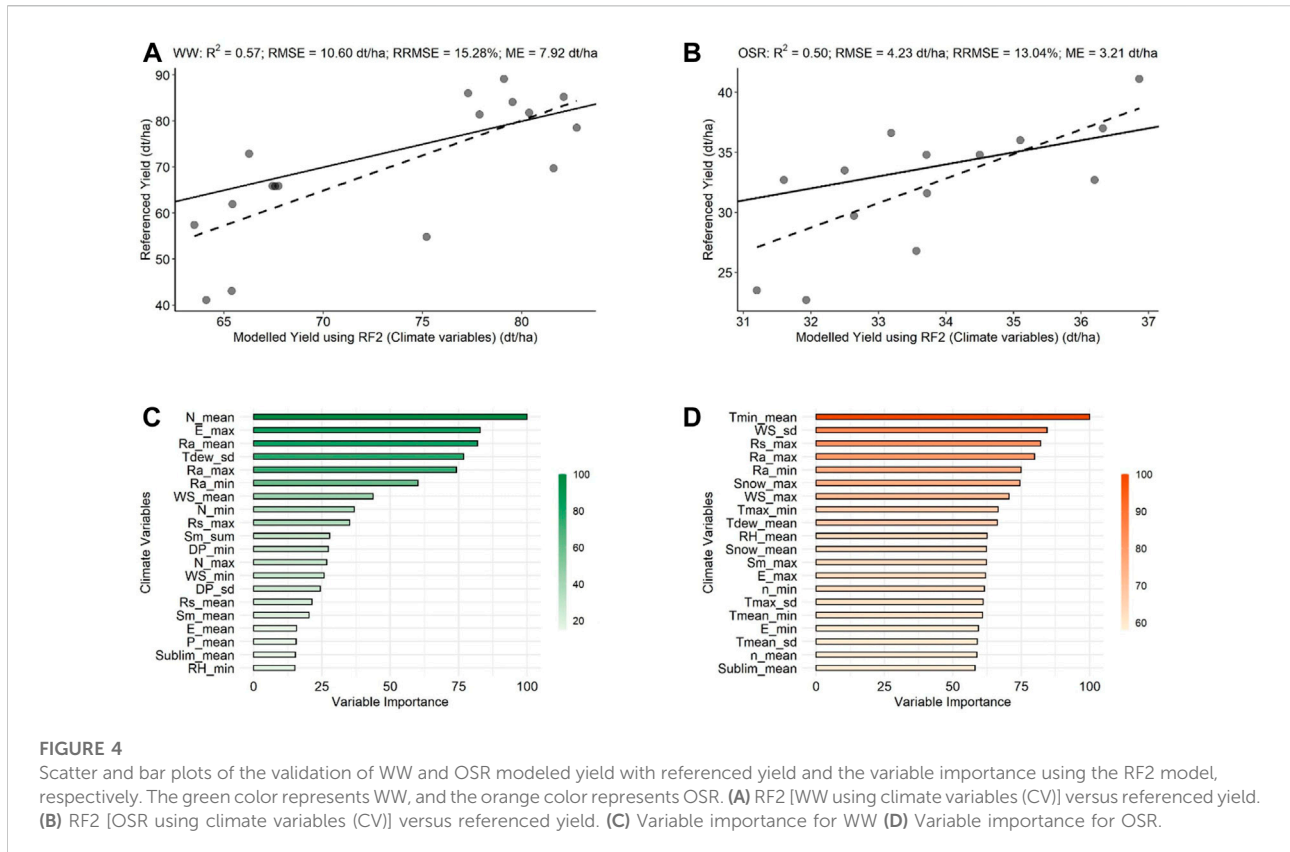 A
WW: R² = 0.57; RMSE = 10.60 dt/ha; RRMSE = 15.28%; ME = 7.92 dt/ha
Referenced Yield (dt/ha)
90
80
70
60
50
40
65
70
75
80
Modelled Yield using RF2 (Climate variables) (dt/ha)
B
OSR: R² = 0.50; RMSE = 4.23 dt/ha; RRMSE = 13.04%; ME = 3.21 dt/ha
Referenced Yield (dt/ha)
40
35
30
25
31
32
33
34
35
36
37
Modelled Yield using RF2 (Climate variables) (dt/ha)
C
Climate Variables
N_mean
E_max
Ra_mean
Tdew_sd
Ra_max
Ra_min
WS_mean
N_min
Rs_max
Sm_sum
DP_min
N_max
WS_min
DP_sd
Rs_mean
Sm_mean
E_mean
P_mean
Sublim_mean
RH_min
0
25
50
75
100
Variable Importance
100
80
60
40
20
D
Climate Variables
Tmin_mean
WS_sd
Rs_max
Ra_max
Ra_min
Snow_max
WS_max
Tmax_min
Tdew_mean
RH_mean
Snow_mean
Sm_max
E_max
n_min
Tmax_sd
Tmean_min
E_min
Tmean_sd
n_mean
Sublim_mean
0
25
50
75
100
Variable Importance
100
90
80
70
60
FIGURE 4
Scatter and bar plots of the validation of WW and OSR modeled yield with referenced yield and the variable importance using the RF2 model,
respectively. The green color represents WW, and the orange color represents OSR. (A) RF2 [WW using climate variables (CV)] versus referenced yield.
(B) RF2 [OSR using climate variables (CV)] versus referenced yield. (C) Variable importance for WW (D) Variable importance for OSR.